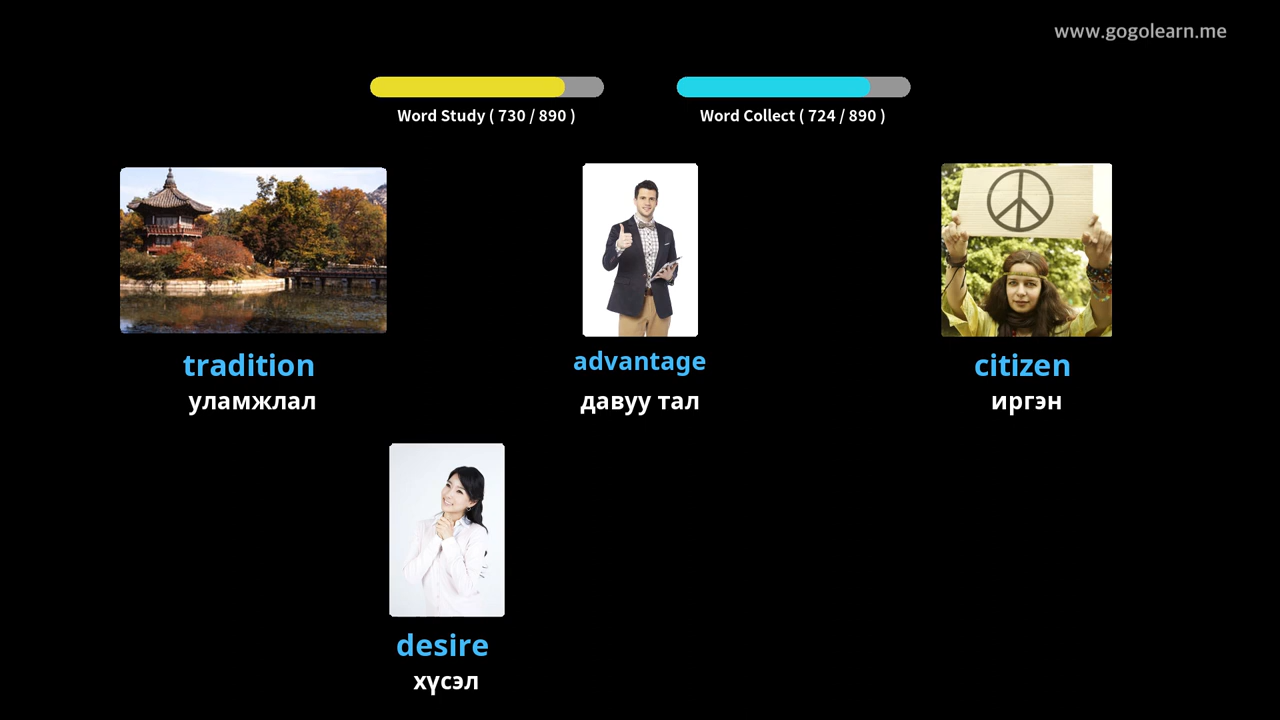 www.gogolearn.me
Word Study ( 730 / 890 )
Word Collect ( 724 / 890 )
tradition
уламжлал
advantage
давуу тал
citizen
иргэн
desire
хүсэл